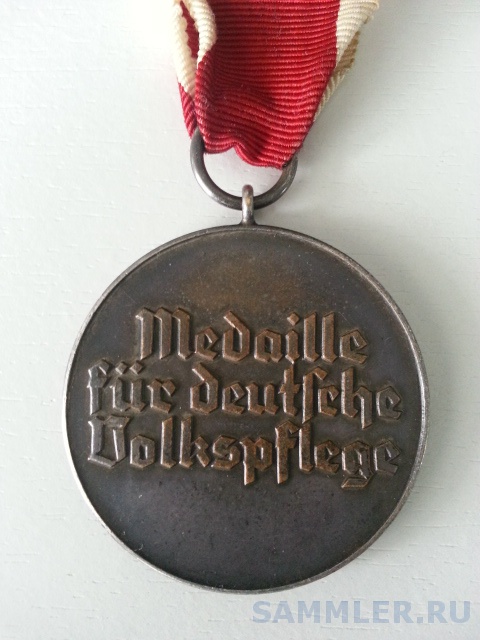 Medaille
für deutſche
Volkspflege
SAMMLER.RU